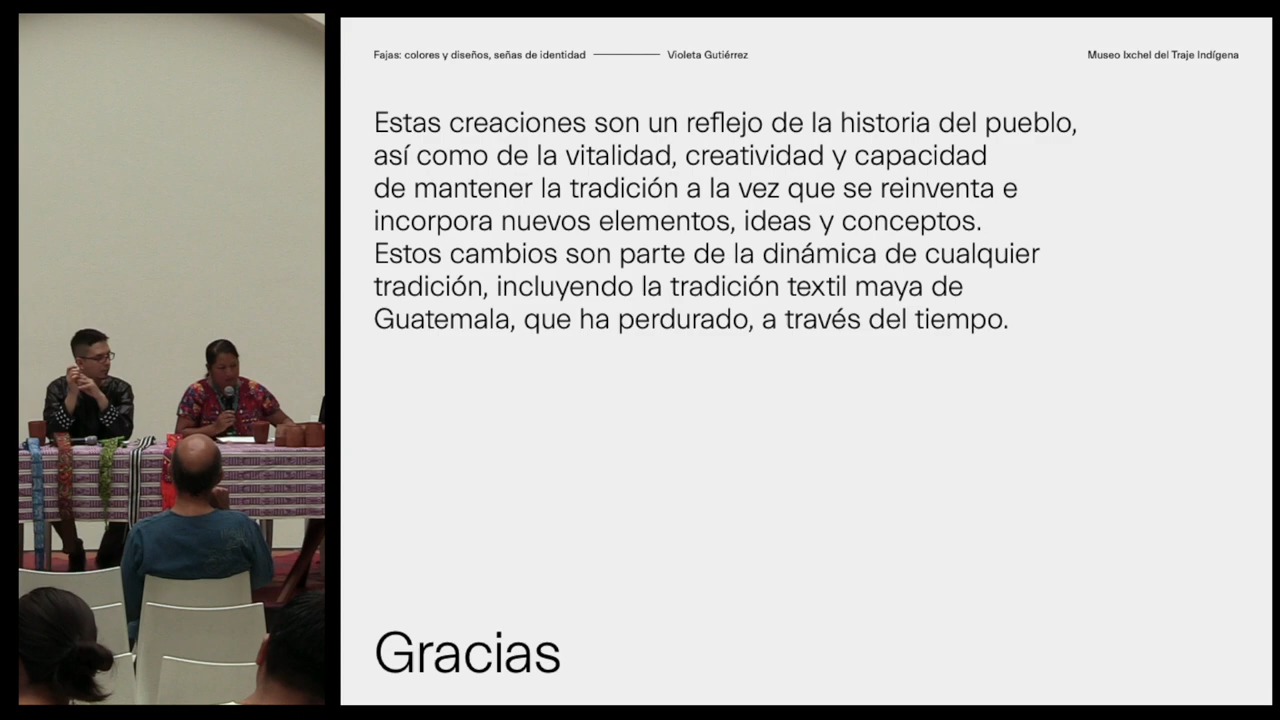 Fajas: colores y diseños, señas de identidad Violeta Gutiérrez Museo Ixchel del Traje Indígena
Estas creaciones son un reflejo de la historia del pueblo,
así como de la vitalidad, creatividad y capacidad
de mantener la tradición a la vez que se reinventa e
incorpora nuevos elementos, ideas y conceptos.
Estos cambios son parte de la dinámica de cualquier
tradición, incluyendo la tradición textil maya de
Guatemala, que ha perdurado, a través del tiempo.
Gracias